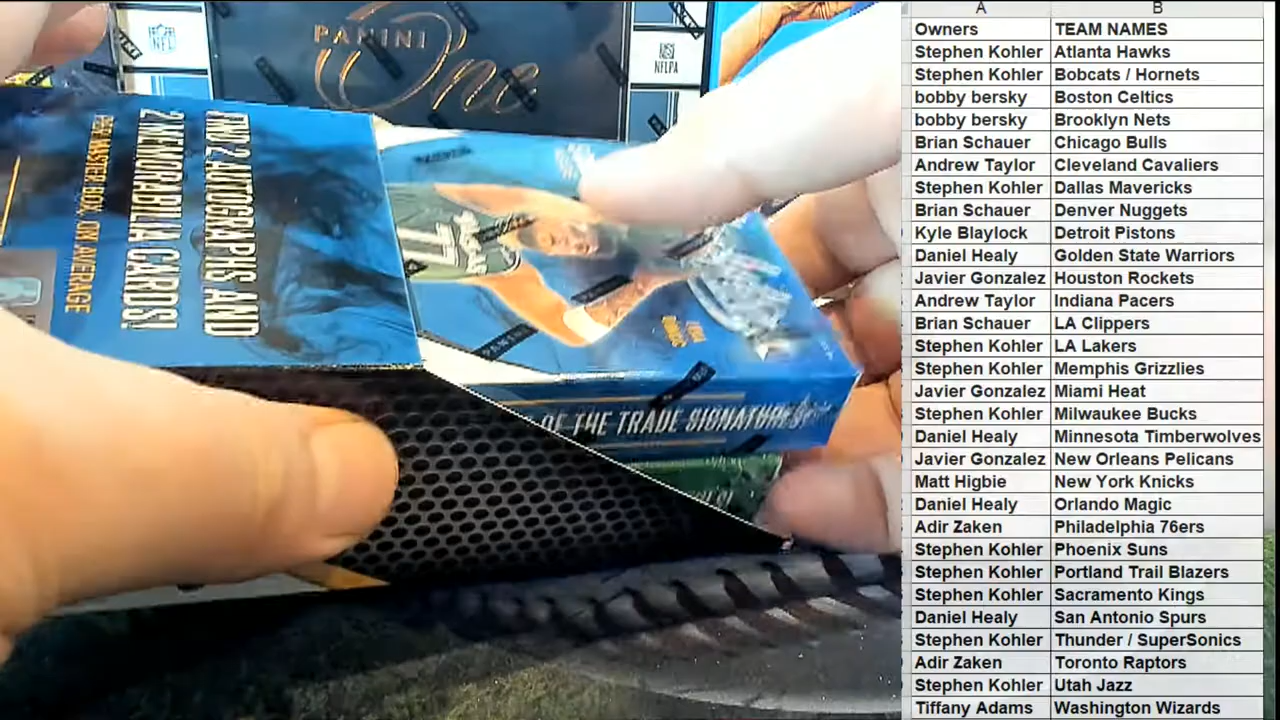 PANINI
One
NFL
NFLPA
AND 2 AUTOGRAPHS AND
2 MEMORABILIA CARDS!
PER MASTER BOX, ON AVERAGE
77
OF THE TRADE SIGNATURES
A B
Owners TEAM NAMES
Stephen Kohler Atlanta Hawks
Stephen Kohler Bobcats / Hornets
bobby bersky Boston Celtics
bobby bersky Brooklyn Nets
Brian Schauer Chicago Bulls
Andrew Taylor Cleveland Cavaliers
Stephen Kohler Dallas Mavericks
Brian Schauer Denver Nuggets
Kyle Blaylock Detroit Pistons
Daniel Healy Golden State Warriors
Javier Gonzalez Houston Rockets
Andrew Taylor Indiana Pacers
Brian Schauer LA Clippers
Stephen Kohler LA Lakers
Stephen Kohler Memphis Grizzlies
Javier Gonzalez Miami Heat
Stephen Kohler Milwaukee Bucks
Daniel Healy Minnesota Timberwolves
Javier Gonzalez New Orleans Pelicans
Matt Higbie New York Knicks
Daniel Healy Orlando Magic
Adir Zaken Philadelphia 76ers
Stephen Kohler Phoenix Suns
Stephen Kohler Portland Trail Blazers
Stephen Kohler Sacramento Kings
Daniel Healy San Antonio Spurs
Stephen Kohler Thunder / SuperSonics
Adir Zaken Toronto Raptors
Stephen Kohler Utah Jazz
Tiffany Adams Washington Wizards